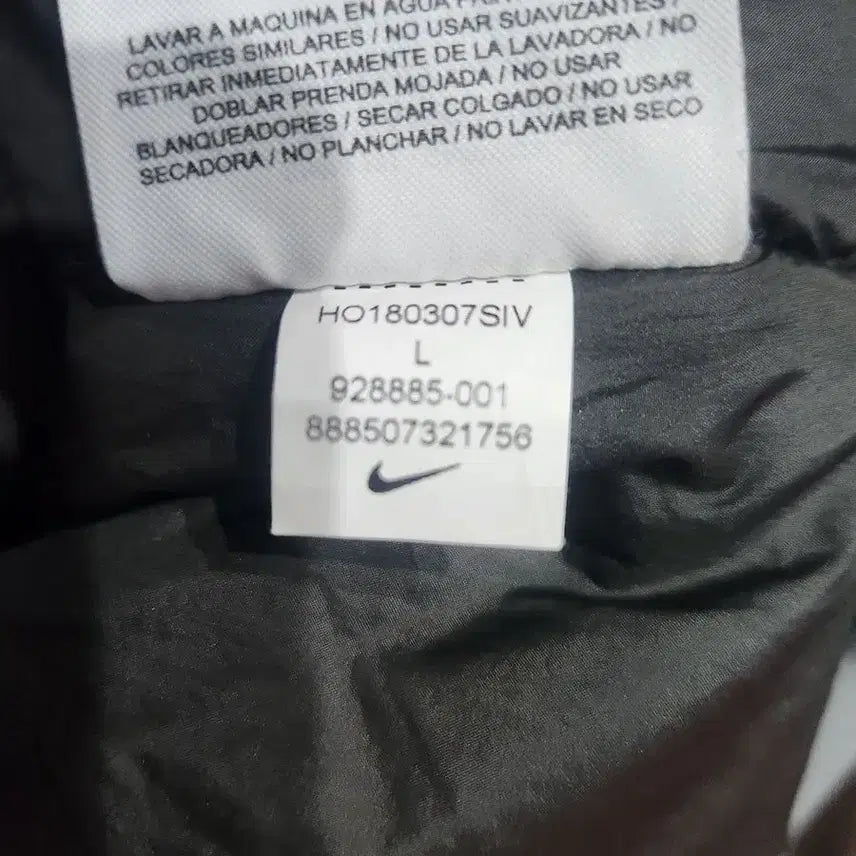 LAVAR A MAQUINA EN AGUA
COLORES SIMILARES / NO USAR SUAVIZANTES /
RETIRAR INMEDIATAMENTE DE LA LAVADORA / NO
DOBLAR PRENDA MOJADA / NO USAR
BLANQUEADORES / SECAR COLGADO / NO USAR
SECADORA / NO PLANCHAR / NO LAVAR EN SECO
HO180307SIV
L
928885-001
888507321756